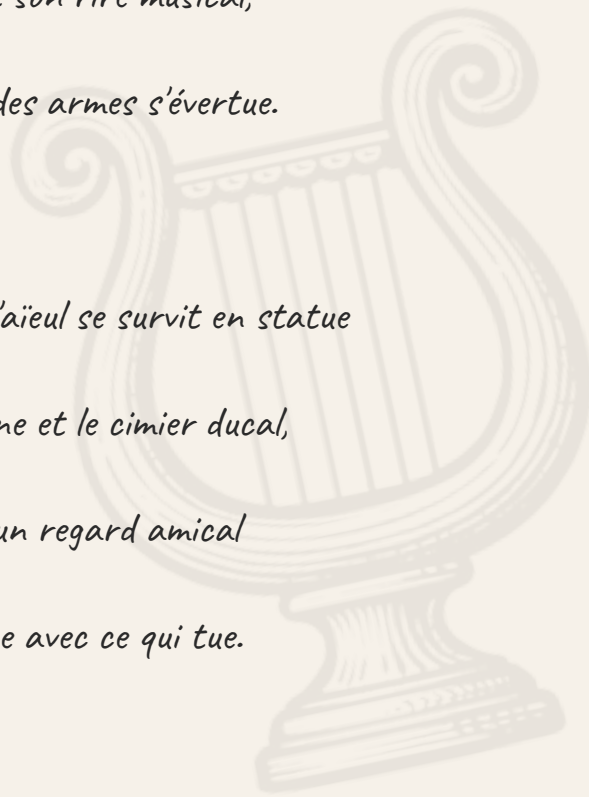 son rire musical,
des armes s'évertue.
aïeul se survit en statue
et le cimier ducal,
un regard amical
avec ce qui tue.